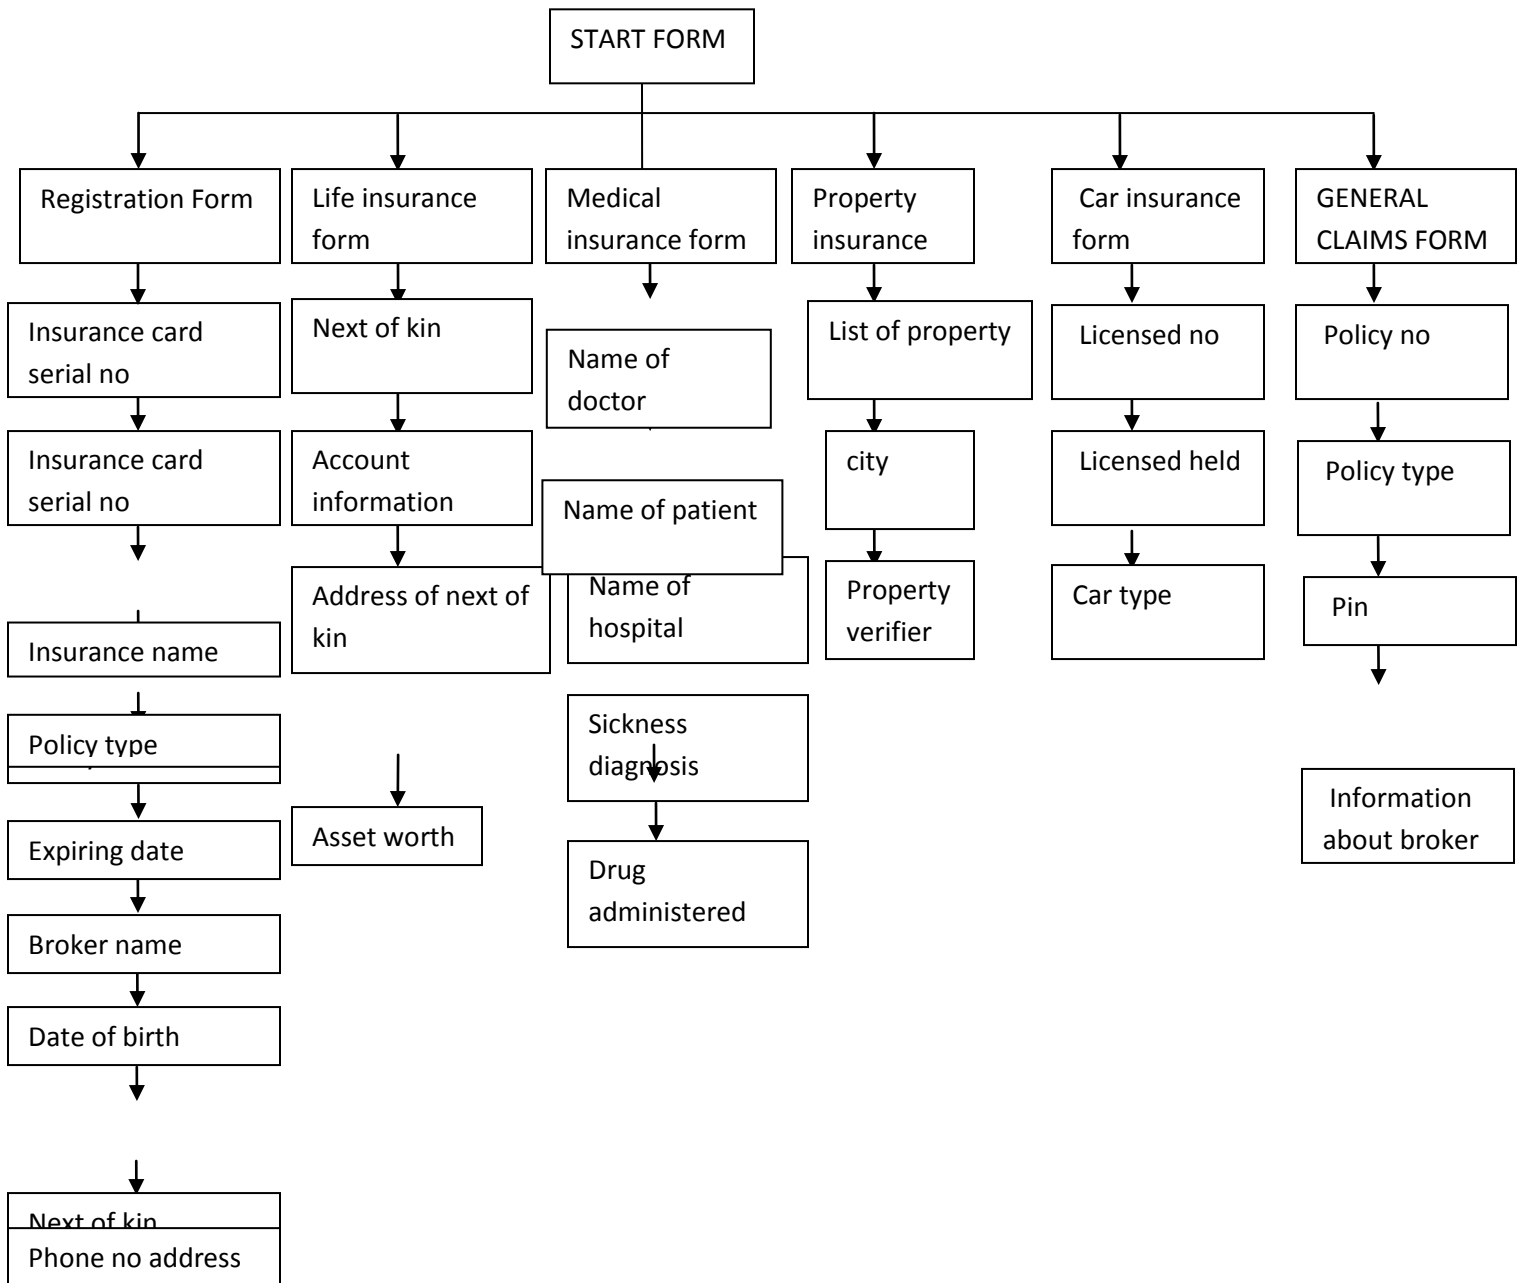 START FORM
Registration Form
Insurance card
serial no
Insurance card
serial no
Insurance name
Policy type
Expiring date
Broker name
Date of birth
Next of kin
Phone no address
Life insurance
form
Next of kin
Account
information
Address of next of
kin
Asset worth
Medical
insurance form
Name of
doctor
Name of patient
Name of
hospital
Sickness
diagnosis
Drug
administered
Property
insurance
List of property
city
Property
verifier
Car insurance
form
Licensed no
Licensed held
Car type
GENERAL
CLAIMS FORM
Policy no
Policy type
Pin
Information
about broker